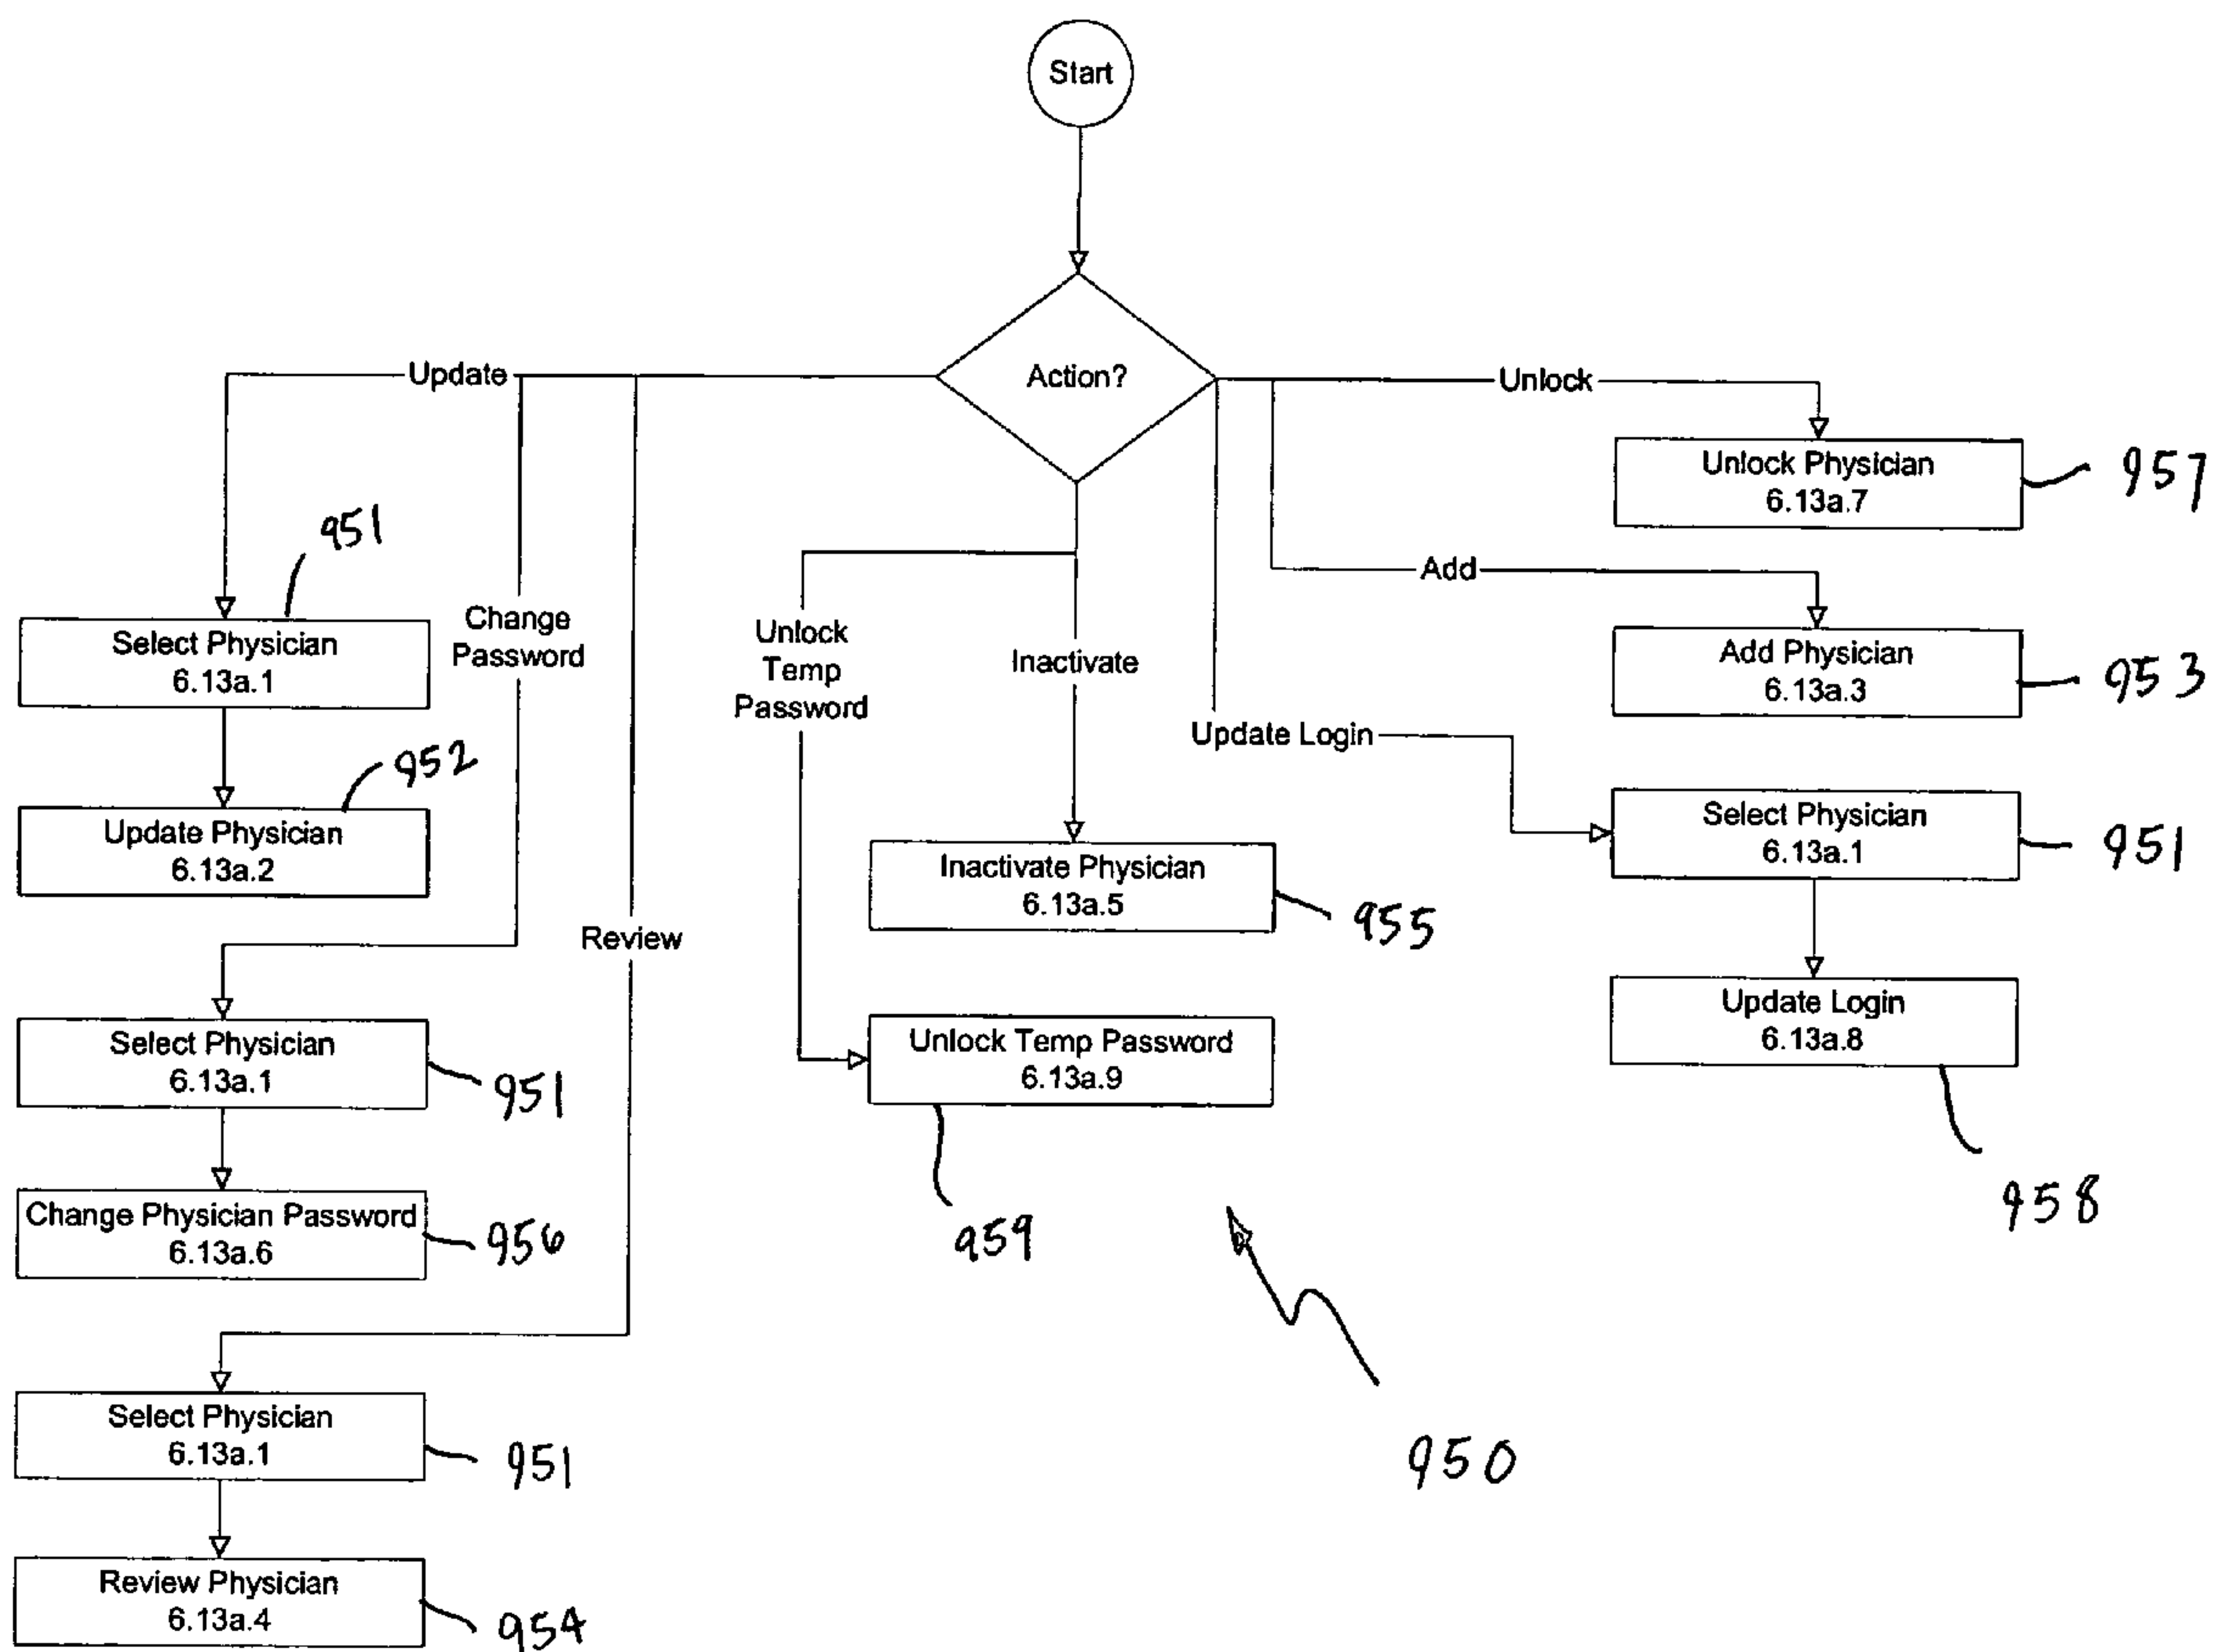 Start
Action?
Update
Unlock
Unlock Physician
6.13a.7
957
951
Select Physician
6.13a.1
Change
Password
Unlock
Temp
Password
Inactivate
Add
Add Physician
6.13a.3
953
Update Login
952
Update Physician
6.13a.2
Inactivate Physician
6.13a.5
955
Select Physician
6.13a.1
951
Review
Select Physician
6.13a.1
951
Unlock Temp Password
6.13a.9
959
Update Login
6.13a.8
958
Change Physician Password
6.13a.6
956
Select Physician
6.13a.1
951
950
Review Physician
6.13a.4
954